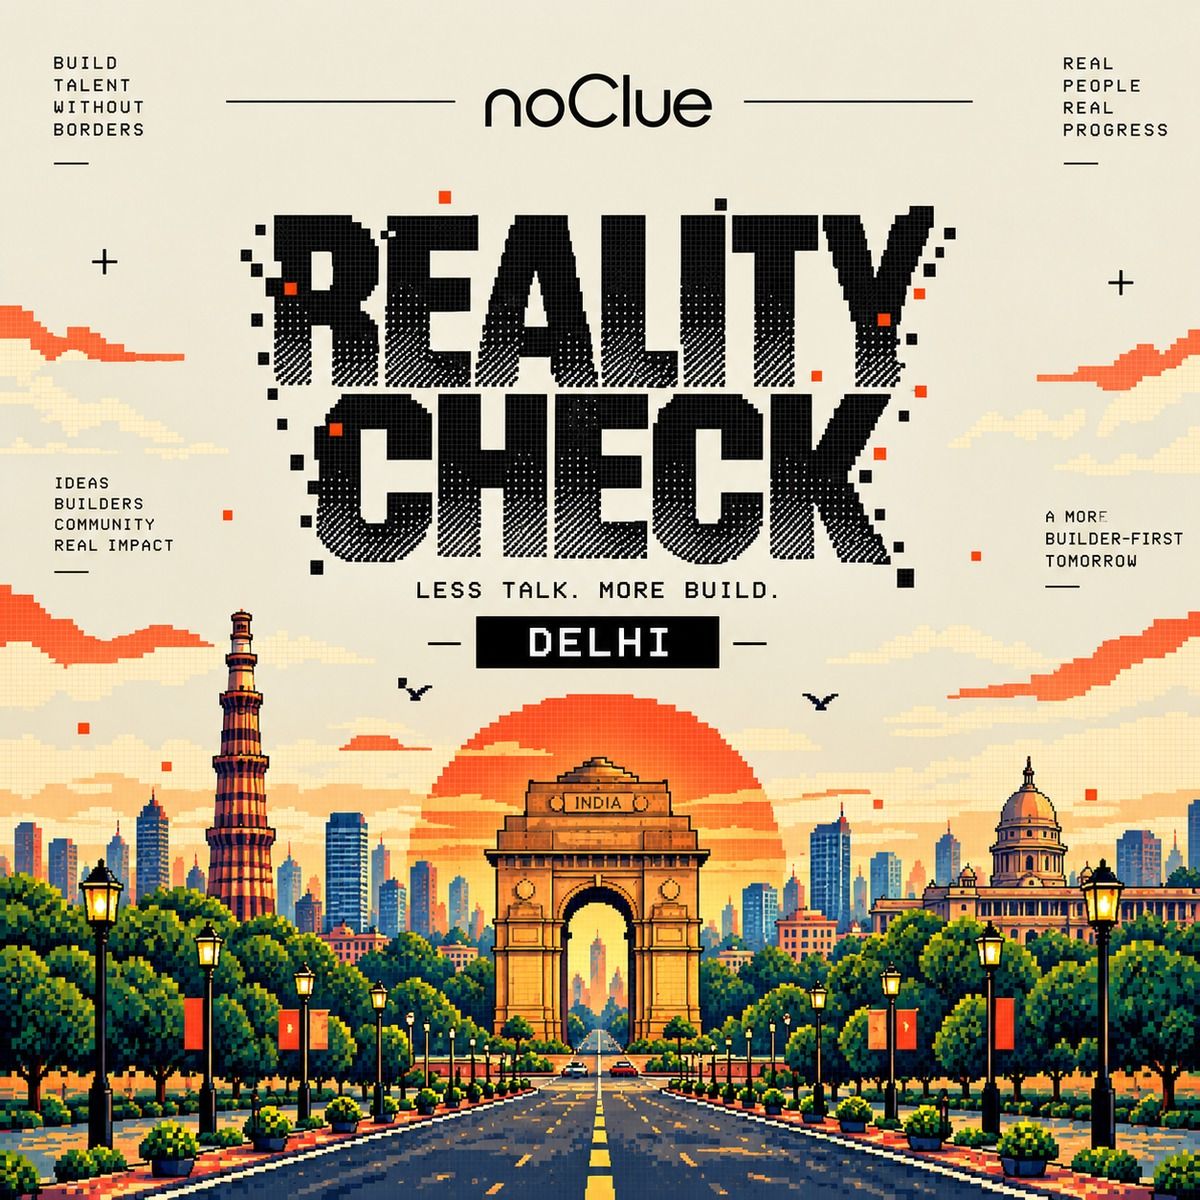 BUILD
TALENT
WITHOUT
BORDERS
noClue
REAL
PEOPLE
REAL
PROGRESS
REALITY
CHECK
IDEAS
BUILDERS
COMMUNITY
REAL IMPACT
A MORE
BUILDER-FIRST
TOMORROW
LESS TALK. MORE BUILD.
DELHI
INDIA